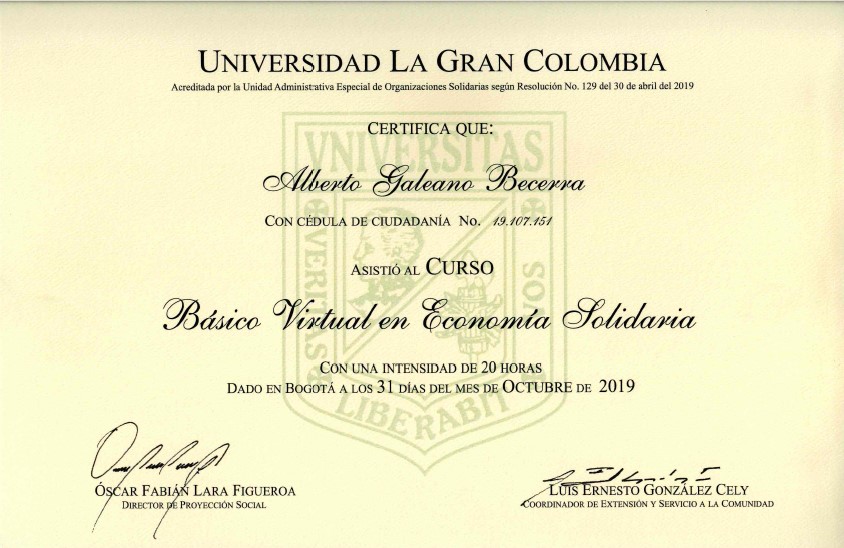 UNIVERSIDAD LA GRAN COLOMBIA
Acreditada por la Unidad Administrativa Especial de Organizaciones Solidarias según Resolución No. 129 del 30 de abril del 2019
CERTIFICA QUE:
Alberto Galeano Becerra
CON CÉDULA DE CIUDADANÍA No. 19.107.151
ASISTIÓ AL CURSO
Básico Virtual en Economía Solidaria
CON UNA INTENSIDAD DE 20 HORAS
DADO EN BOGOTÁ A LOS 31 DÍAS DEL MES DE OCTUBRE DE 2019
ÓSCAR FABIÁN LARA FIGUEROA
DIRECTOR DE PROYECCIÓN SOCIAL
LUIS ERNESTO GONZÁLEZ CELY
COORDINADOR DE EXTENSIÓN Y SERVICIO A LA COMUNIDAD
VNIVERSITAS
VERITAS
LIBERABIT
SOS